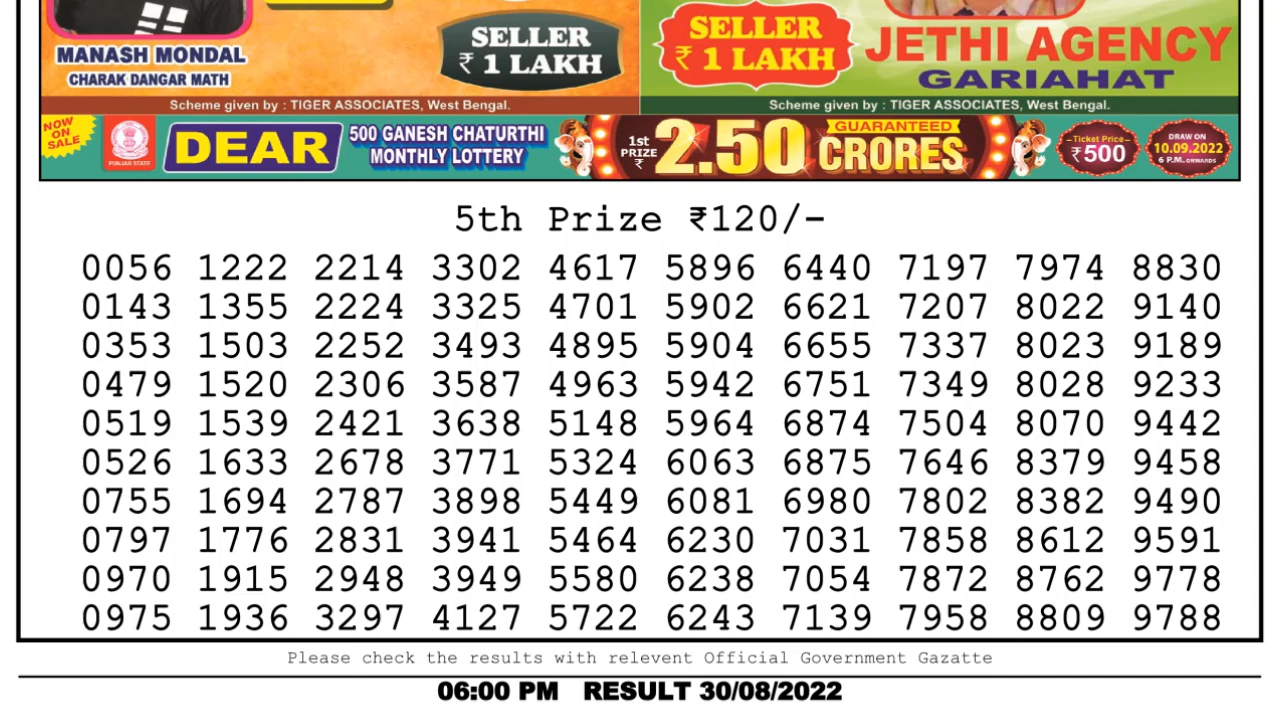 MANASH MONDAL
CHARAK DANGAR MATH
SELLER
₹ 1 LAKH
SELLER
₹ 1 LAKH
JETHI AGENCY
GARIAHAT
Scheme given by : TIGER ASSOCIATES, West Bengal.
Scheme given by : TIGER ASSOCIATES, West Bengal.
NOW
ON
SALE
PUNJAB STATE
DEAR
500 GANESH CHATURTHI
MONTHLY LOTTERY
1st
PRIZE
₹
2.50
GUARANTEED
CRORES
Ticket Price
₹500
DRAW ON
10.09.2022
6 P.M. ONWARDS
5th Prize ₹120/-
0056 1222 2214 3302 4617 5896 6440 7197 7974 8830
0143 1355 2224 3325 4701 5902 6621 7207 8022 9140
0353 1503 2252 3493 4895 5904 6655 7337 8023 9189
0479 1520 2306 3587 4963 5942 6751 7349 8028 9233
0519 1539 2421 3638 5148 5964 6874 7504 8070 9442
0526 1633 2678 3771 5324 6063 6875 7646 8379 9458
0755 1694 2787 3898 5449 6081 6980 7802 8382 9490
0797 1776 2831 3941 5464 6230 7031 7858 8612 9591
0970 1915 2948 3949 5580 6238 7054 7872 8762 9778
0975 1936 3297 4127 5722 6243 7139 7958 8809 9788
Please check the results with relevent Official Government Gazatte
06:00 PM RESULT 30/08/2022